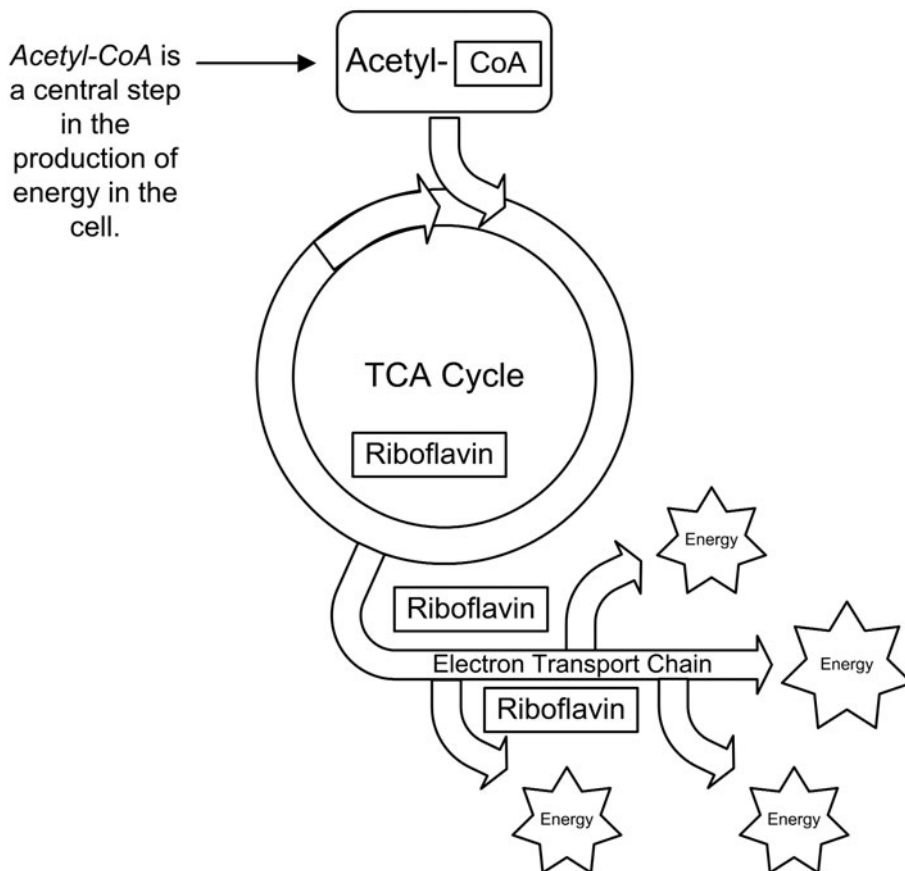 Acetyl-CoA is
a central step
in the
production of
energy in the
cell.
Acetyl- CoA
TCA Cycle
Riboflavin
Energy
Riboflavin
Electron Transport Chain
Energy
Riboflavin
Energy
Energy